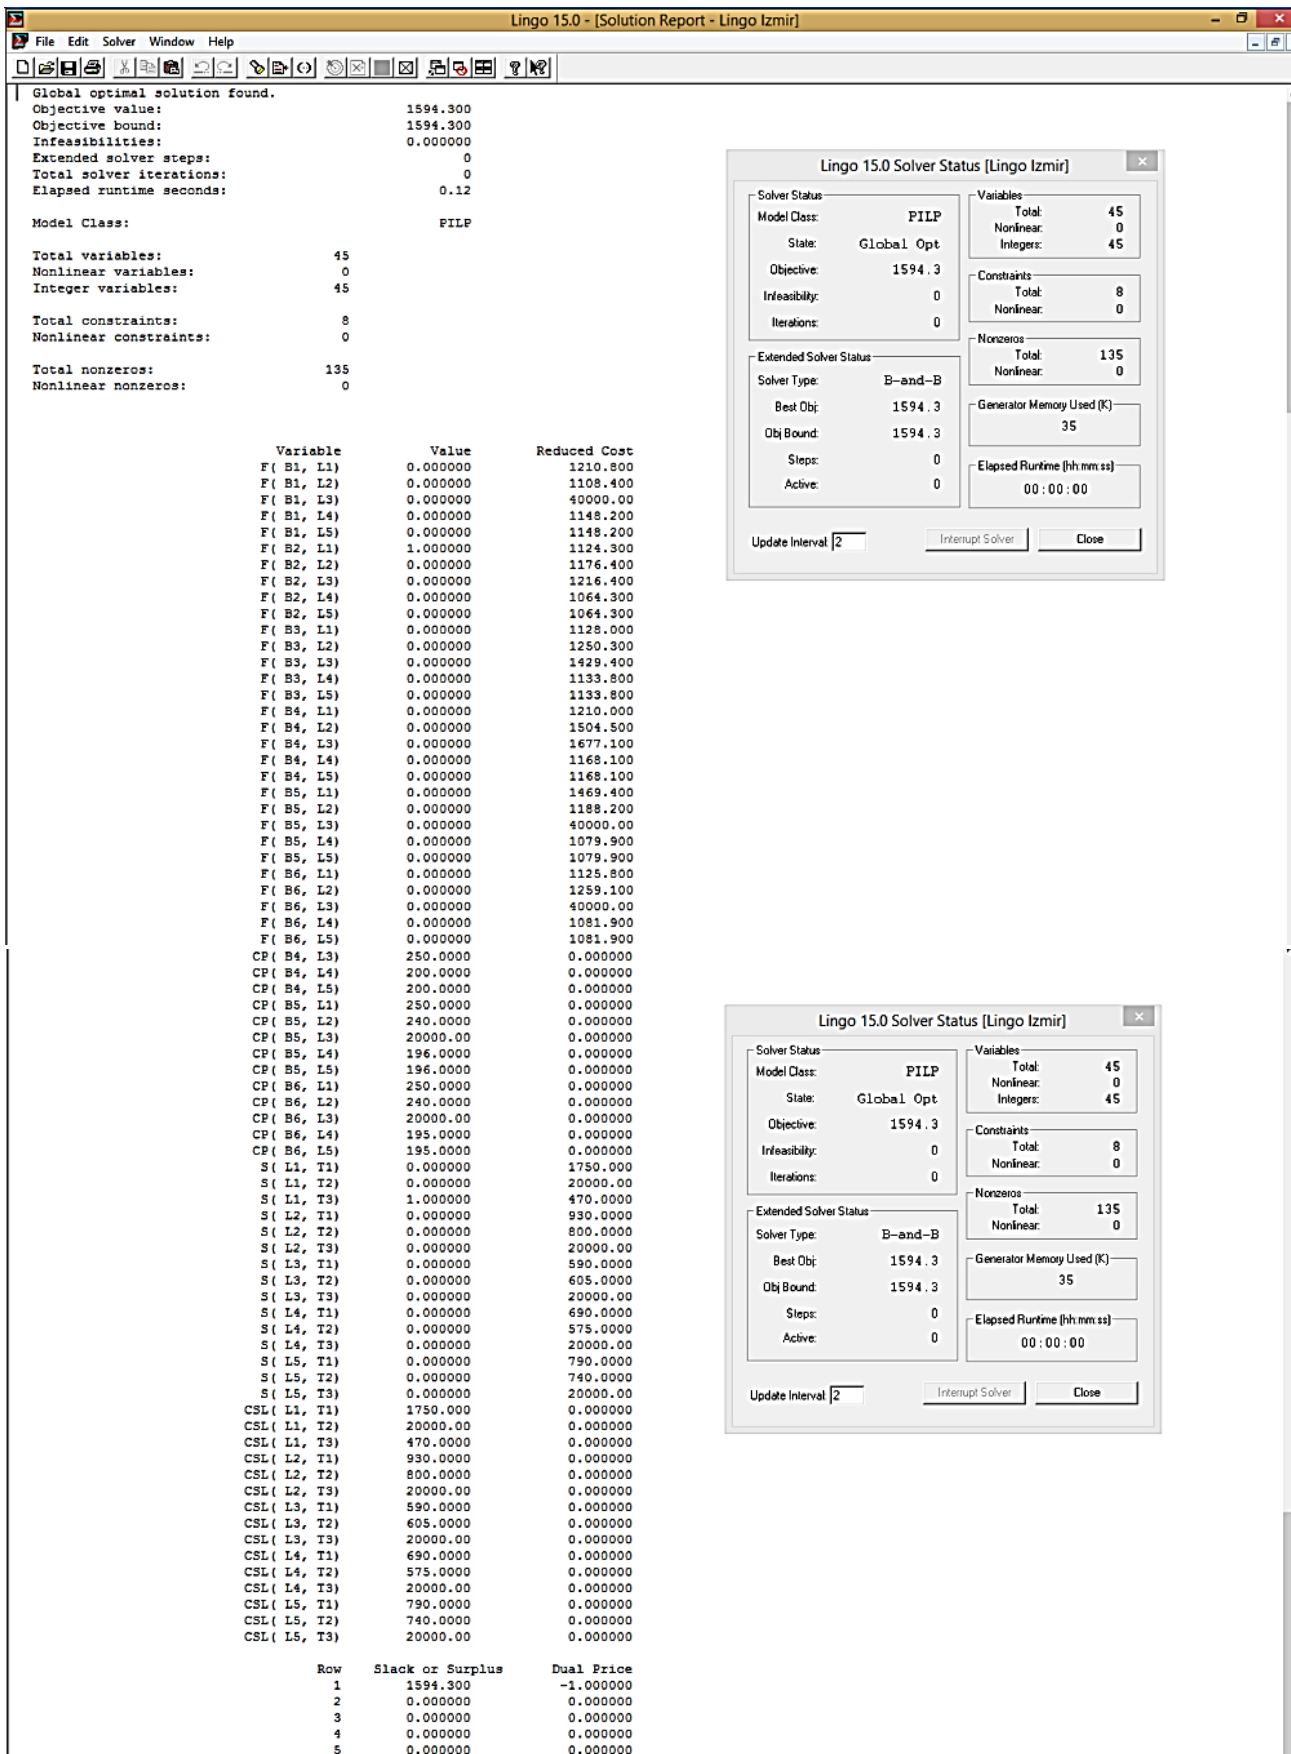 Lingo 15.0 - [Solution Report - Lingo Izmir]
File Edit Solver Window Help
Global optimal solution found.
Objective value: 1594.300
Objective bound: 1594.300
Infeasibilities: 0.000000
Extended solver steps: 0
Total solver iterations: 0
Elapsed runtime seconds: 0.12
Model Class: PILP
Total variables: 45
Nonlinear variables: 0
Integer variables: 45
Total constraints: 8
Nonlinear constraints: 0
Total nonzeros: 135
Nonlinear nonzeros: 0
Variable Value Reduced Cost
F( B1, L1) 0.000000 1210.800
F( B1, L2) 0.000000 1108.400
F( B1, L3) 0.000000 40000.00
F( B1, L4) 0.000000 1148.200
F( B1, L5) 0.000000 1148.200
F( B2, L1) 1.000000 1124.300
F( B2, L2) 0.000000 1176.400
F( B2, L3) 0.000000 1216.400
F( B2, L4) 0.000000 1064.300
F( B2, L5) 0.000000 1064.300
F( B3, L1) 0.000000 1128.000
F( B3, L2) 0.000000 1250.300
F( B3, L3) 0.000000 1429.400
F( B3, L4) 0.000000 1133.800
F( B3, L5) 0.000000 1133.800
F( B4, L1) 0.000000 1210.000
F( B4, L2) 0.000000 1504.500
F( B4, L3) 0.000000 1677.100
F( B4, L4) 0.000000 1168.100
F( B4, L5) 0.000000 1168.100
F( B5, L1) 0.000000 1469.400
F( B5, L2) 0.000000 1188.200
F( B5, L3) 0.000000 40000.00
F( B5, L4) 0.000000 1079.900
F( B5, L5) 0.000000 1079.900
F( B6, L1) 0.000000 1125.800
F( B6, L2) 0.000000 1259.100
F( B6, L3) 0.000000 40000.00
F( B6, L4) 0.000000 1081.900
F( B6, L5) 0.000000 1081.900
CP( B4, L3) 250.0000 0.000000
CP( B4, L4) 200.0000 0.000000
CP( B4, L5) 200.0000 0.000000
CP( B5, L1) 250.0000 0.000000
CP( B5, L2) 240.0000 0.000000
CP( B5, L3) 20000.00 0.000000
CP( B5, L4) 196.0000 0.000000
CP( B5, L5) 196.0000 0.000000
CP( B6, L1) 250.0000 0.000000
CP( B6, L2) 240.0000 0.000000
CP( B6, L3) 20000.00 0.000000
CP( B6, L4) 195.0000 0.000000
CP( B6, L5) 195.0000 0.000000
S( L1, T1) 0.000000 1750.000
S( L1, T2) 0.000000 20000.00
S( L1, T3) 1.000000 470.0000
S( L2, T1) 0.000000 930.0000
S( L2, T2) 0.000000 800.0000
S( L2, T3) 0.000000 20000.00
S( L3, T1) 0.000000 590.0000
S( L3, T2) 0.000000 605.0000
S( L3, T3) 0.000000 20000.00
S( L4, T1) 0.000000 690.0000
S( L4, T2) 0.000000 575.0000
S( L4, T3) 0.000000 20000.00
S( L5, T1) 0.000000 790.0000
S( L5, T2) 0.000000 740.0000
S( L5, T3) 0.000000 20000.00
CSL( L1, T1) 1750.000 0.000000
CSL( L1, T2) 20000.00 0.000000
CSL( L1, T3) 470.0000 0.000000
CSL( L2, T1) 930.0000 0.000000
CSL( L2, T2) 800.0000 0.000000
CSL( L2, T3) 20000.00 0.000000
CSL( L3, T1) 590.0000 0.000000
CSL( L3, T2) 605.0000 0.000000
CSL( L3, T3) 20000.00 0.000000
CSL( L4, T1) 690.0000 0.000000
CSL( L4, T2) 575.0000 0.000000
CSL( L4, T3) 20000.00 0.000000
CSL( L5, T1) 790.0000 0.000000
CSL( L5, T2) 740.0000 0.000000
CSL( L5, T3) 20000.00 0.000000
Row Slack or Surplus Dual Price
1 1594.300 -1.000000
2 0.000000 0.000000
3 0.000000 0.000000
4 0.000000 0.000000
5 0.000000 0.000000
Lingo 15.0 Solver Status [Lingo Izmir]
Solver Status
Model Class: PILP
State: Global Opt
Objective: 1594.3
Infeasibility: 0
Iterations: 0
Extended Solver Status
Solver Type: B-and-B
Best Obj: 1594.3
Obj Bound: 1594.3
Steps: 0
Active: 0
Variables
Total: 45
Nonlinear: 0
Integers: 45
Constraints
Total: 8
Nonlinear: 0
Nonzeros
Total: 135
Nonlinear: 0
Generator Memory Used (K)
35
Elapsed Runtime (hh:mm:ss)
00:00:00
Update Interval: 2 Interrupt Solver Close
Lingo 15.0 Solver Status [Lingo Izmir]
Solver Status
Model Class: PILP
State: Global Opt
Objective: 1594.3
Infeasibility: 0
Iterations: 0
Extended Solver Status
Solver Type: B-and-B
Best Obj: 1594.3
Obj Bound: 1594.3
Steps: 0
Active: 0
Variables
Total: 45
Nonlinear: 0
Integers: 45
Constraints
Total: 8
Nonlinear: 0
Nonzeros
Total: 135
Nonlinear: 0
Generator Memory Used (K)
35
Elapsed Runtime (hh:mm:ss)
00:00:00
Update Interval: 2 Interrupt Solver Close